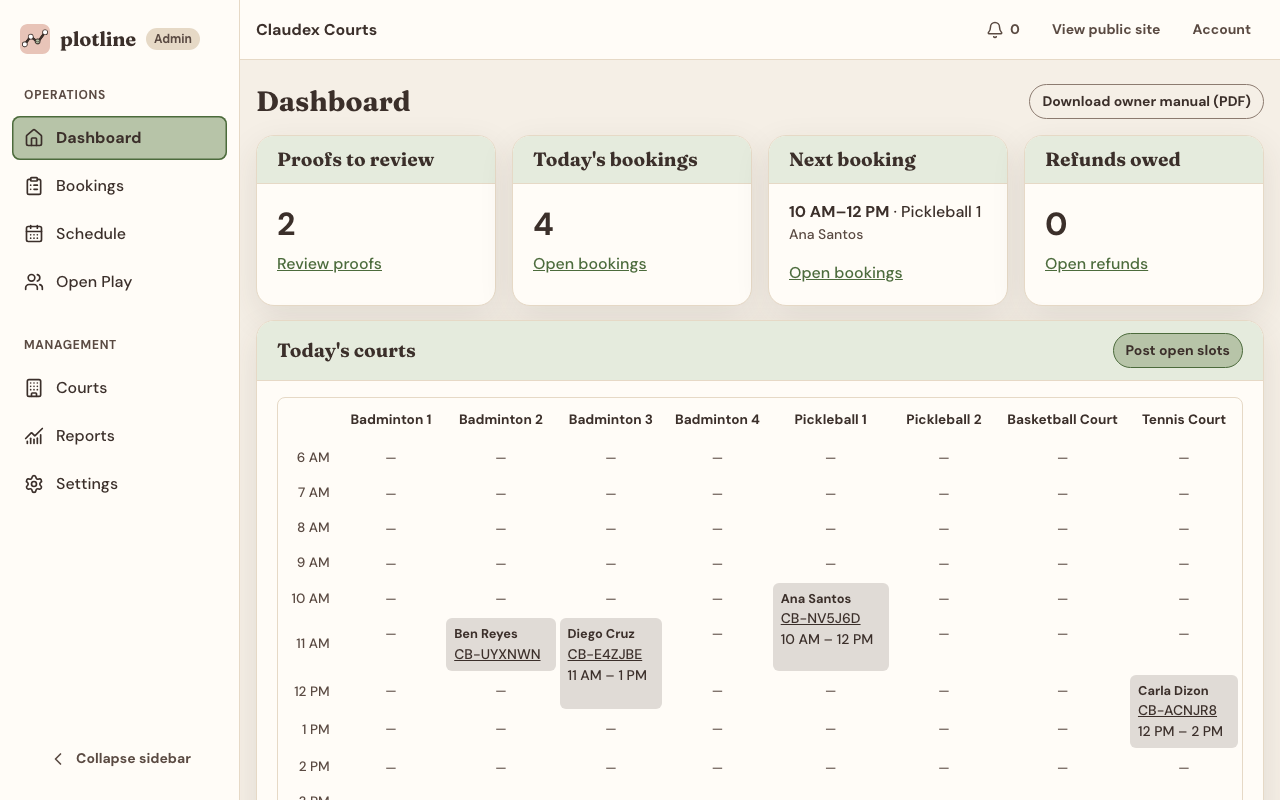 plotline Admin
OPERATIONS
Dashboard
Bookings
Schedule
Open Play
MANAGEMENT
Courts
Reports
Settings
Collapse sidebar
Claudex Courts
0
View public site
Account
Dashboard
Download owner manual (PDF)
Proofs to review
2
Review proofs
Today's bookings
4
Open bookings
Next booking
10 AM–12 PM · Pickleball 1
Ana Santos
Open bookings
Refunds owed
0
Open refunds
Today's courts
Post open slots
Badminton 1 Badminton 2 Badminton 3 Badminton 4 Pickleball 1 Pickleball 2 Basketball Court Tennis Court
6 AM — — — — — — — —
7 AM — — — — — — — —
8 AM — — — — — — — —
9 AM — — — — — — — —
10 AM — — — — — — —
Ana Santos
CB-NV5J6D
10 AM – 12 PM
11 AM — — — — —
Ben Reyes
CB-UYXNWN
Diego Cruz
CB-E4ZJBE
11 AM – 1 PM
12 PM — — — — — —
Carla Dizon
CB-ACNJR8
12 PM – 2 PM
1 PM — — — — — — —
2 PM — — — — — — — —